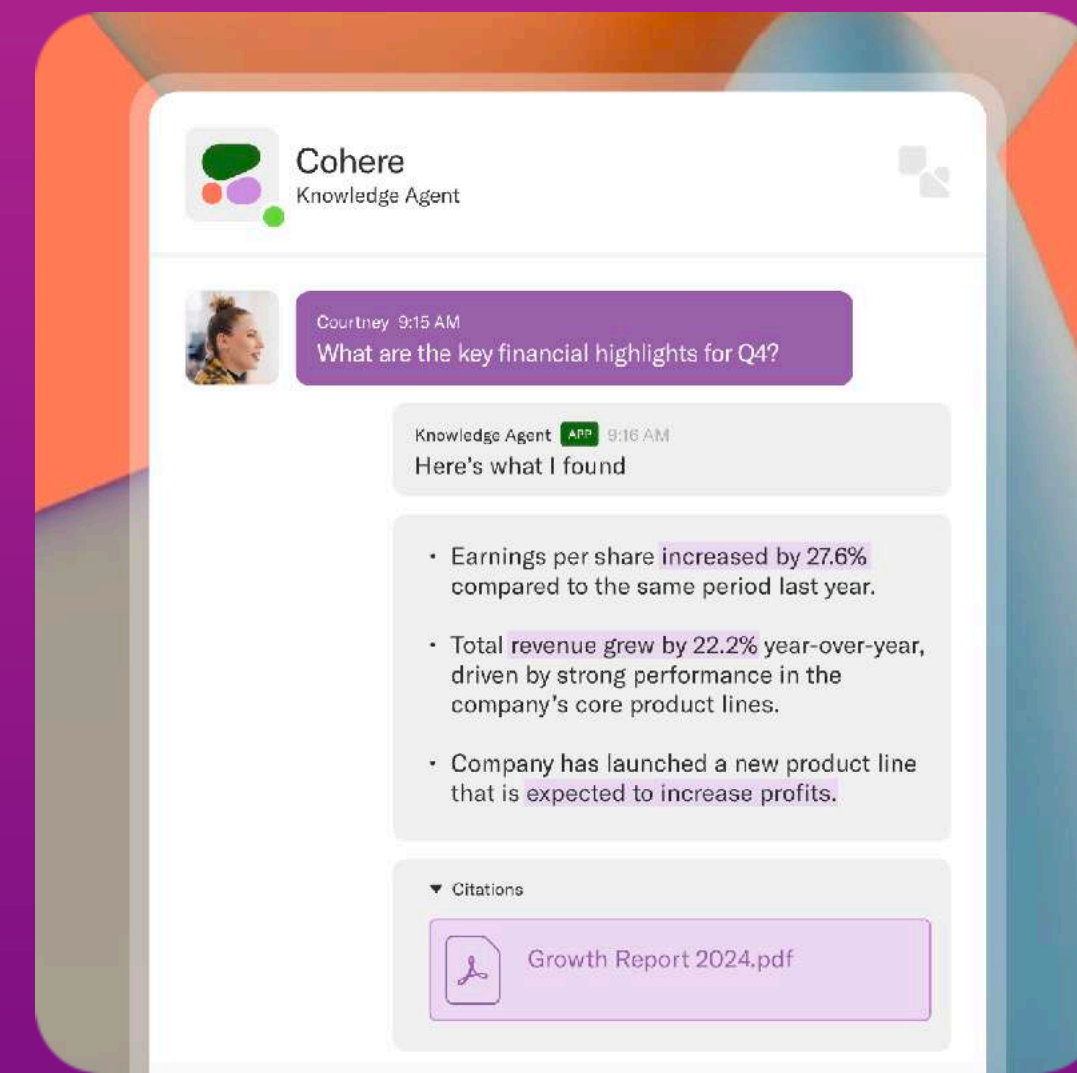 Cohere
Knowledge Agent
Courtney 9:15 AM
What are the key financial highlights for Q4?
Knowledge Agent APP 9:16 AM
Here's what I found
• Earnings per share increased by 27.6%
compared to the same period last year.
• Total revenue grew by 22.2% year-over-year,
driven by strong performance in the
company's core product lines.
• Company has launched a new product line
that is expected to increase profits.
▼ Citations
Growth Report 2024.pdf